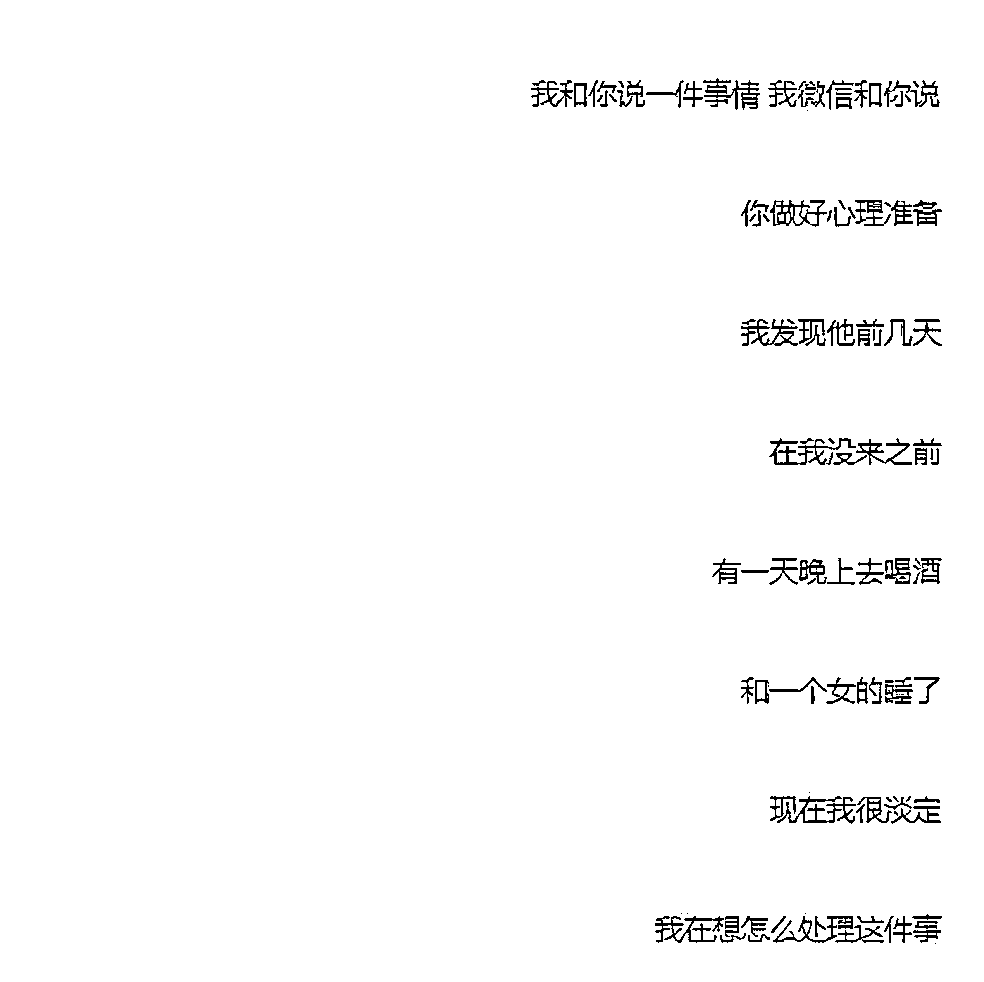 我和你说一件事情 我微信和你说
你做好心理准备
我发现他前几天
在我没来之前
有一天晚上去喝酒
和一个女的睡了
现在我很淡定
我在想怎么处理这件事